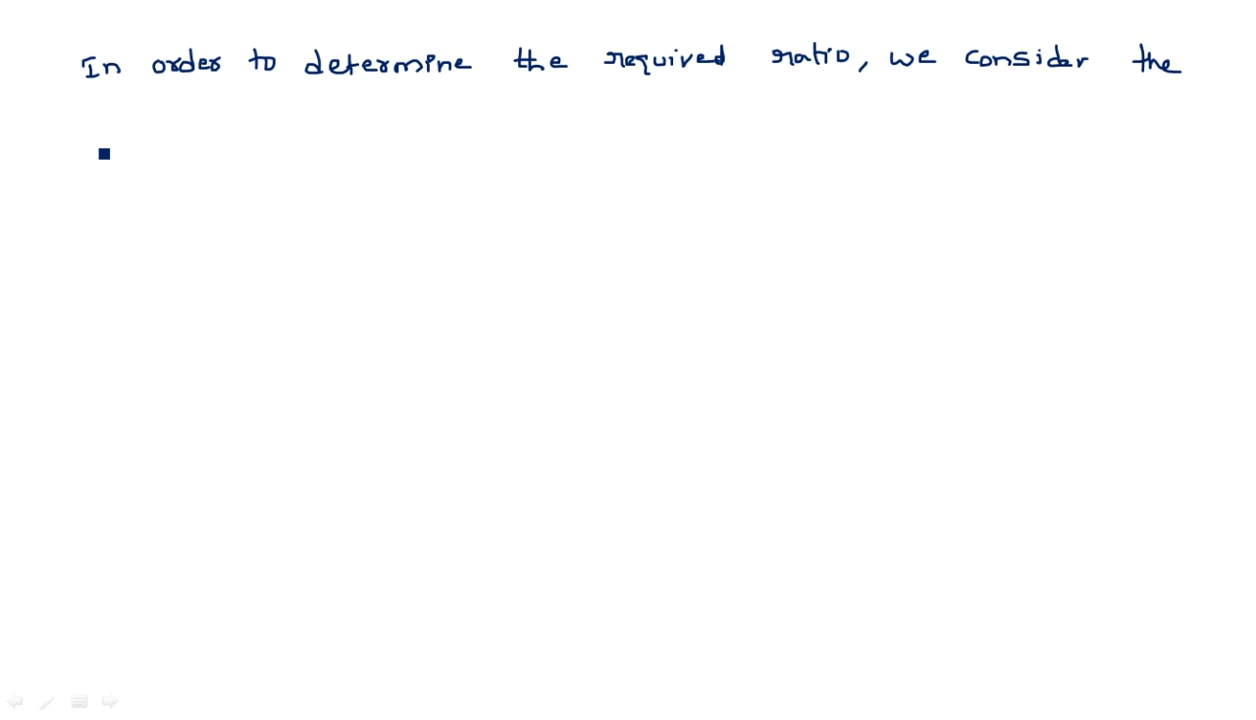 In order to determine the required ratio, we consider the